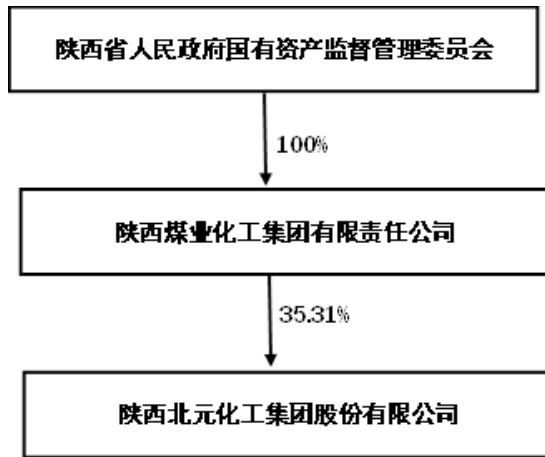 陕西省人民政府国有资产监督管理委员会
100%
陕西煤业化工集团有限责任公司
35.31%
陕西北元化工集团股份有限公司